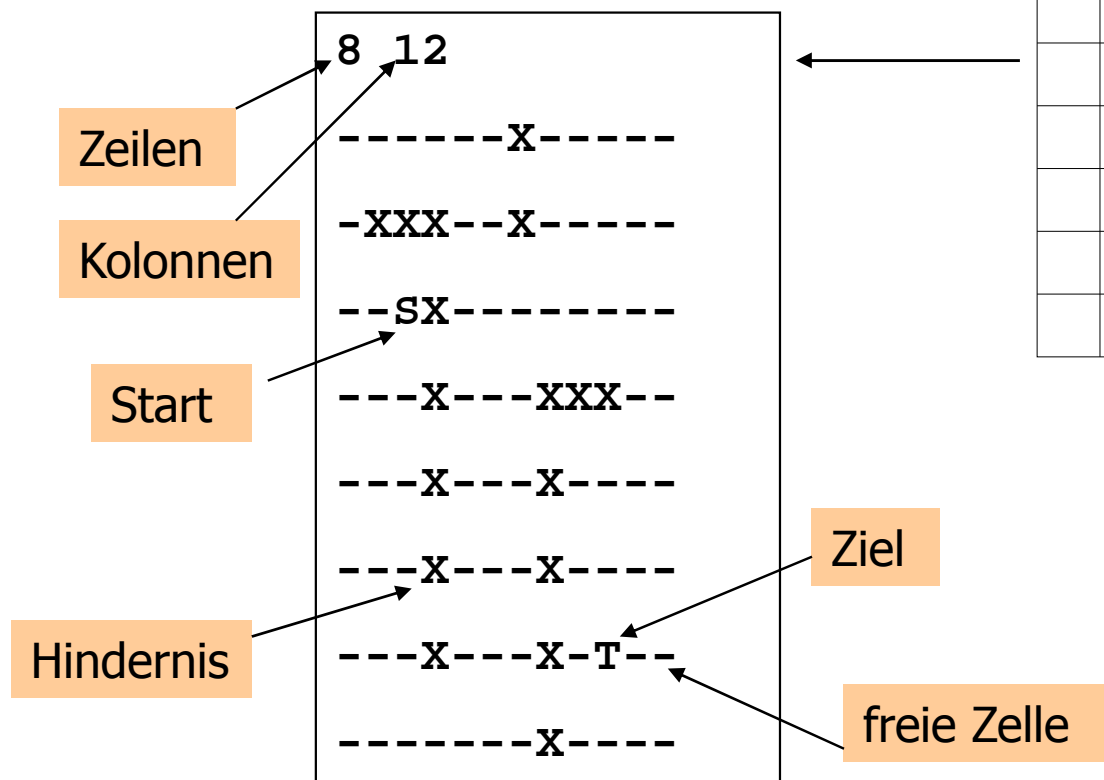 8 12
Zeilen
------X-----
-XXX--X-----
Kolonnen
--SX--------
Start
---X---XXX--
---X---X----
Ziel
---X---X----
Hindernis
---X---X-T--
freie Zelle
-------X----